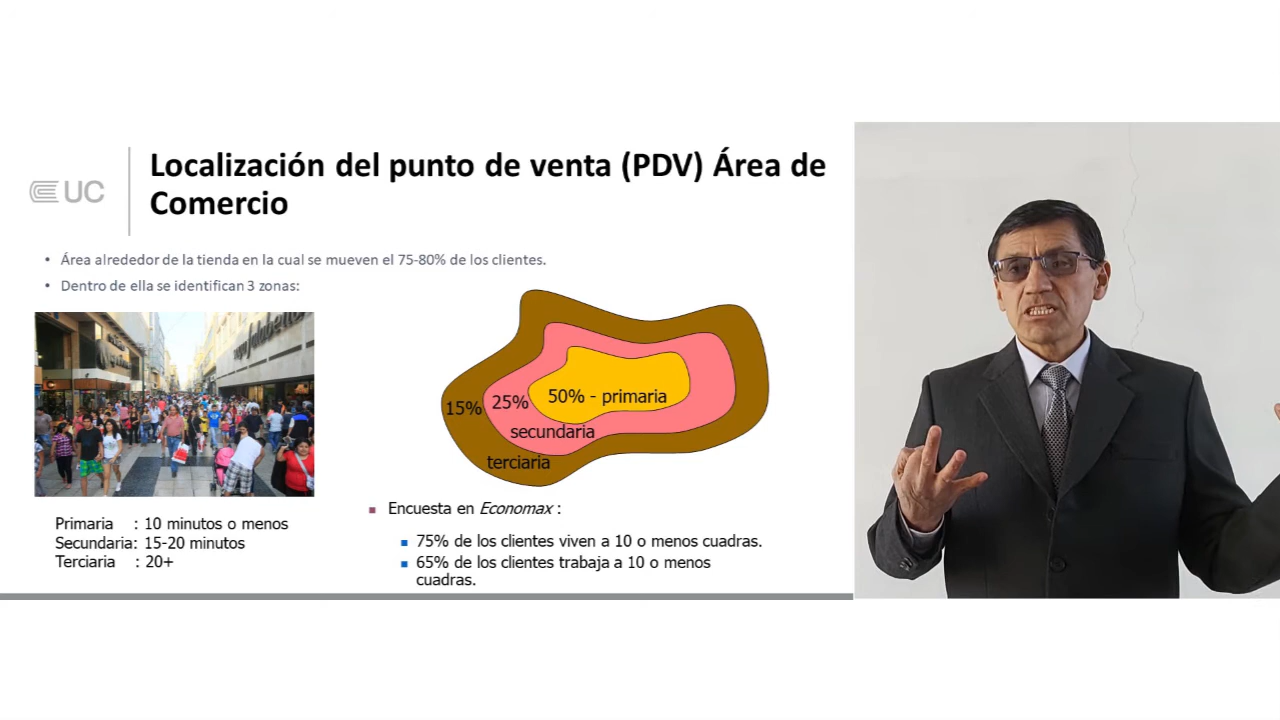 UC
Localización del punto de venta (PDV) Área de
Comercio
• Área alrededor de la tienda en la cual se mueven el 75-80% de los clientes.
• Dentro de ella se identifican 3 zonas:
15%
25%
50% - primaria
secundaria
terciaria
Primaria : 10 minutos o menos
Secundaria: 15-20 minutos
Terciaria : 20+
Encuesta en Economax :
75% de los clientes viven a 10 o menos cuadras.
65% de los clientes trabaja a 10 o menos
cuadras.